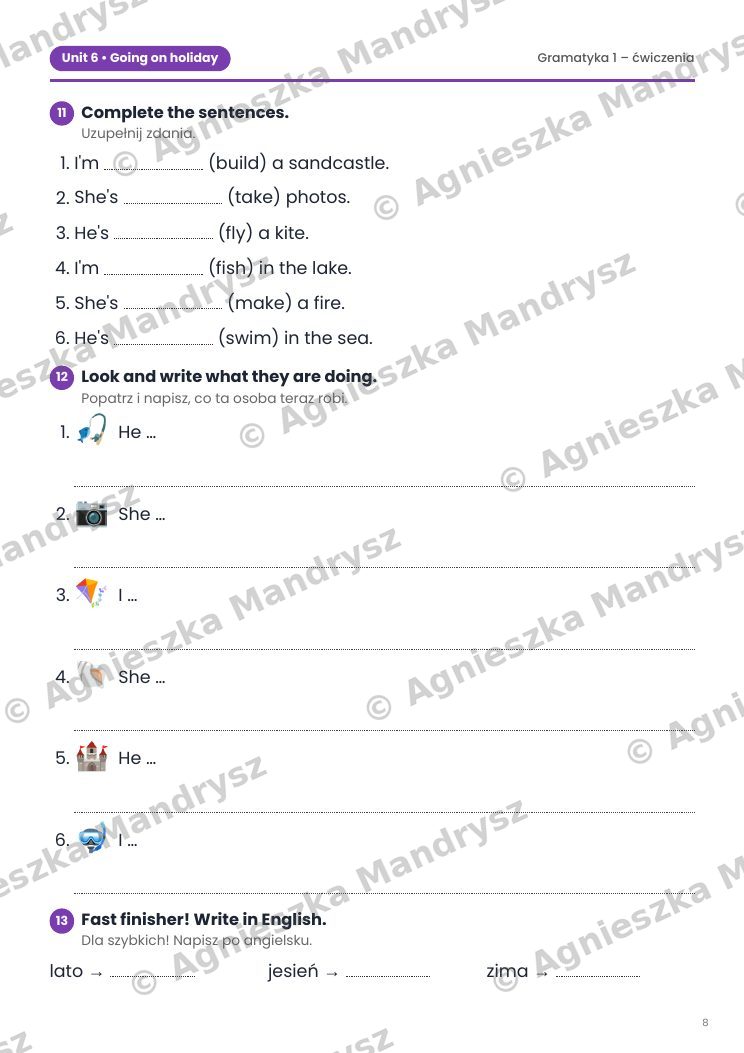 Unit 6 • Going on holiday
Gramatyka 1 – ćwiczenia
11 Complete the sentences.
Uzupełnij zdania.
1. I'm ............ (build) a sandcastle.
2. She's ............ (take) photos.
3. He's ............ (fly) a kite.
4. I'm ............ (fish) in the lake.
5. She's ............ (make) a fire.
6. He's ............ (swim) in the sea.
12 Look and write what they are doing.
Popatrz i napisz, co ta osoba teraz robi.
1. He ...
2. She ...
3. I ...
4. She ...
5. He ...
6. I ...
13 Fast finisher! Write in English.
Dla szybkich! Napisz po angielsku.
lato → ............ jesień → ............ zima → ............
8
© Agnieszka Mandrysz